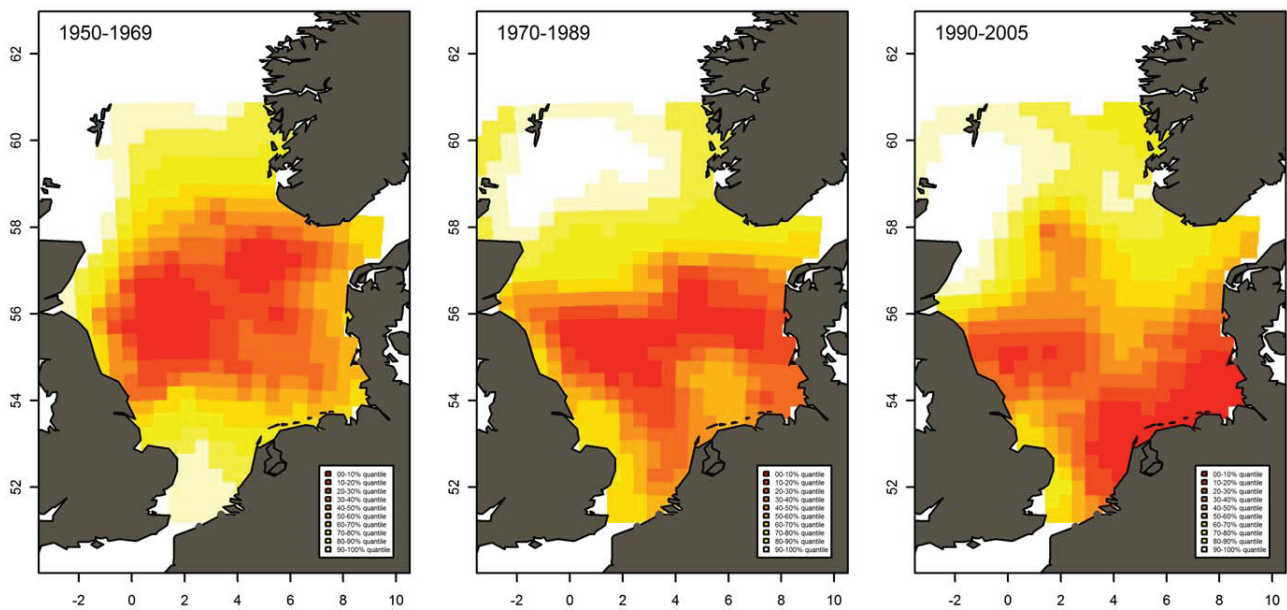 1950-1969
62
60
58
56
54
52
00-10% quantile
10-20% quantile
20-30% quantile
30-40% quantile
40-50% quantile
50-60% quantile
60-70% quantile
70-80% quantile
80-90% quantile
90-100% quantile
-2 0 2 4 6 8 10
1970-1989
62
60
58
56
54
52
00-10% quantile
10-20% quantile
20-30% quantile
30-40% quantile
40-50% quantile
50-60% quantile
60-70% quantile
70-80% quantile
80-90% quantile
90-100% quantile
-2 0 2 4 6 8 10
1990-2005
62
60
58
56
54
52
00-10% quantile
10-20% quantile
20-30% quantile
30-40% quantile
40-50% quantile
50-60% quantile
60-70% quantile
70-80% quantile
80-90% quantile
90-100% quantile
-2 0 2 4 6 8 10